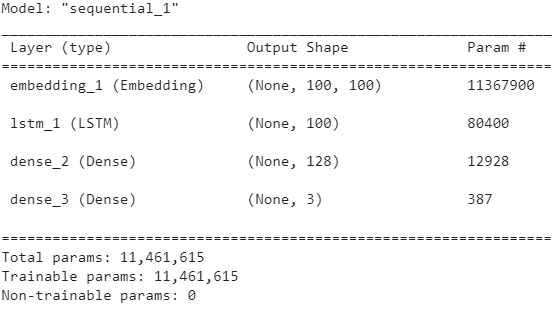 Model: "sequential_1"
Layer (type) Output Shape Param #
embedding_1 (Embedding) (None, 100, 100) 11367900
lstm_1 (LSTM) (None, 100) 80400
dense_2 (Dense) (None, 128) 12928
dense_3 (Dense) (None, 3) 387
Total params: 11,461,615
Trainable params: 11,461,615
Non-trainable params: 0